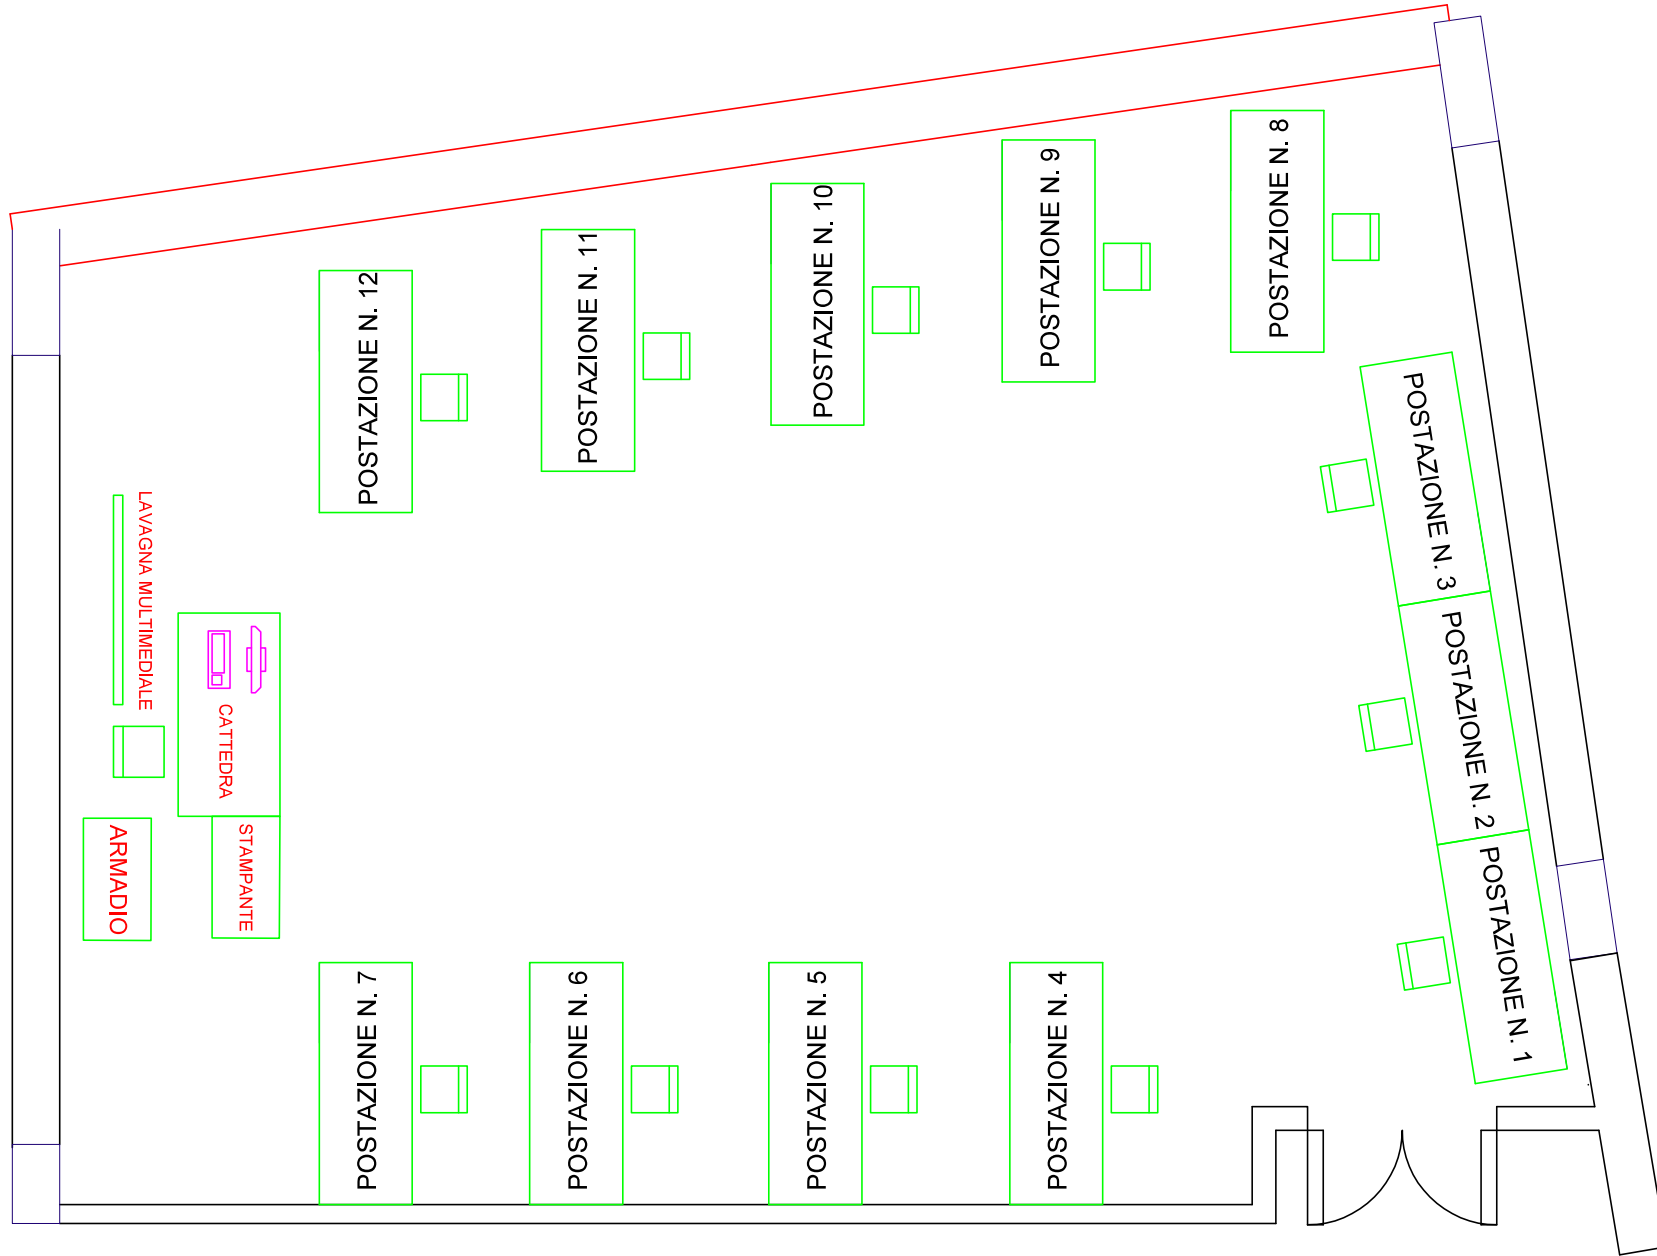 POSTAZIONE N. 8
POSTAZIONE N. 9
POSTAZIONE N. 10
POSTAZIONE N. 11
POSTAZIONE N. 12
POSTAZIONE N. 3
POSTAZIONE N. 2
POSTAZIONE N. 1
LAVAGNA MULTIMEDIALE
CATTEDRA
STAMPANTE
ARMADIO
POSTAZIONE N. 7
POSTAZIONE N. 6
POSTAZIONE N. 5
POSTAZIONE N. 4